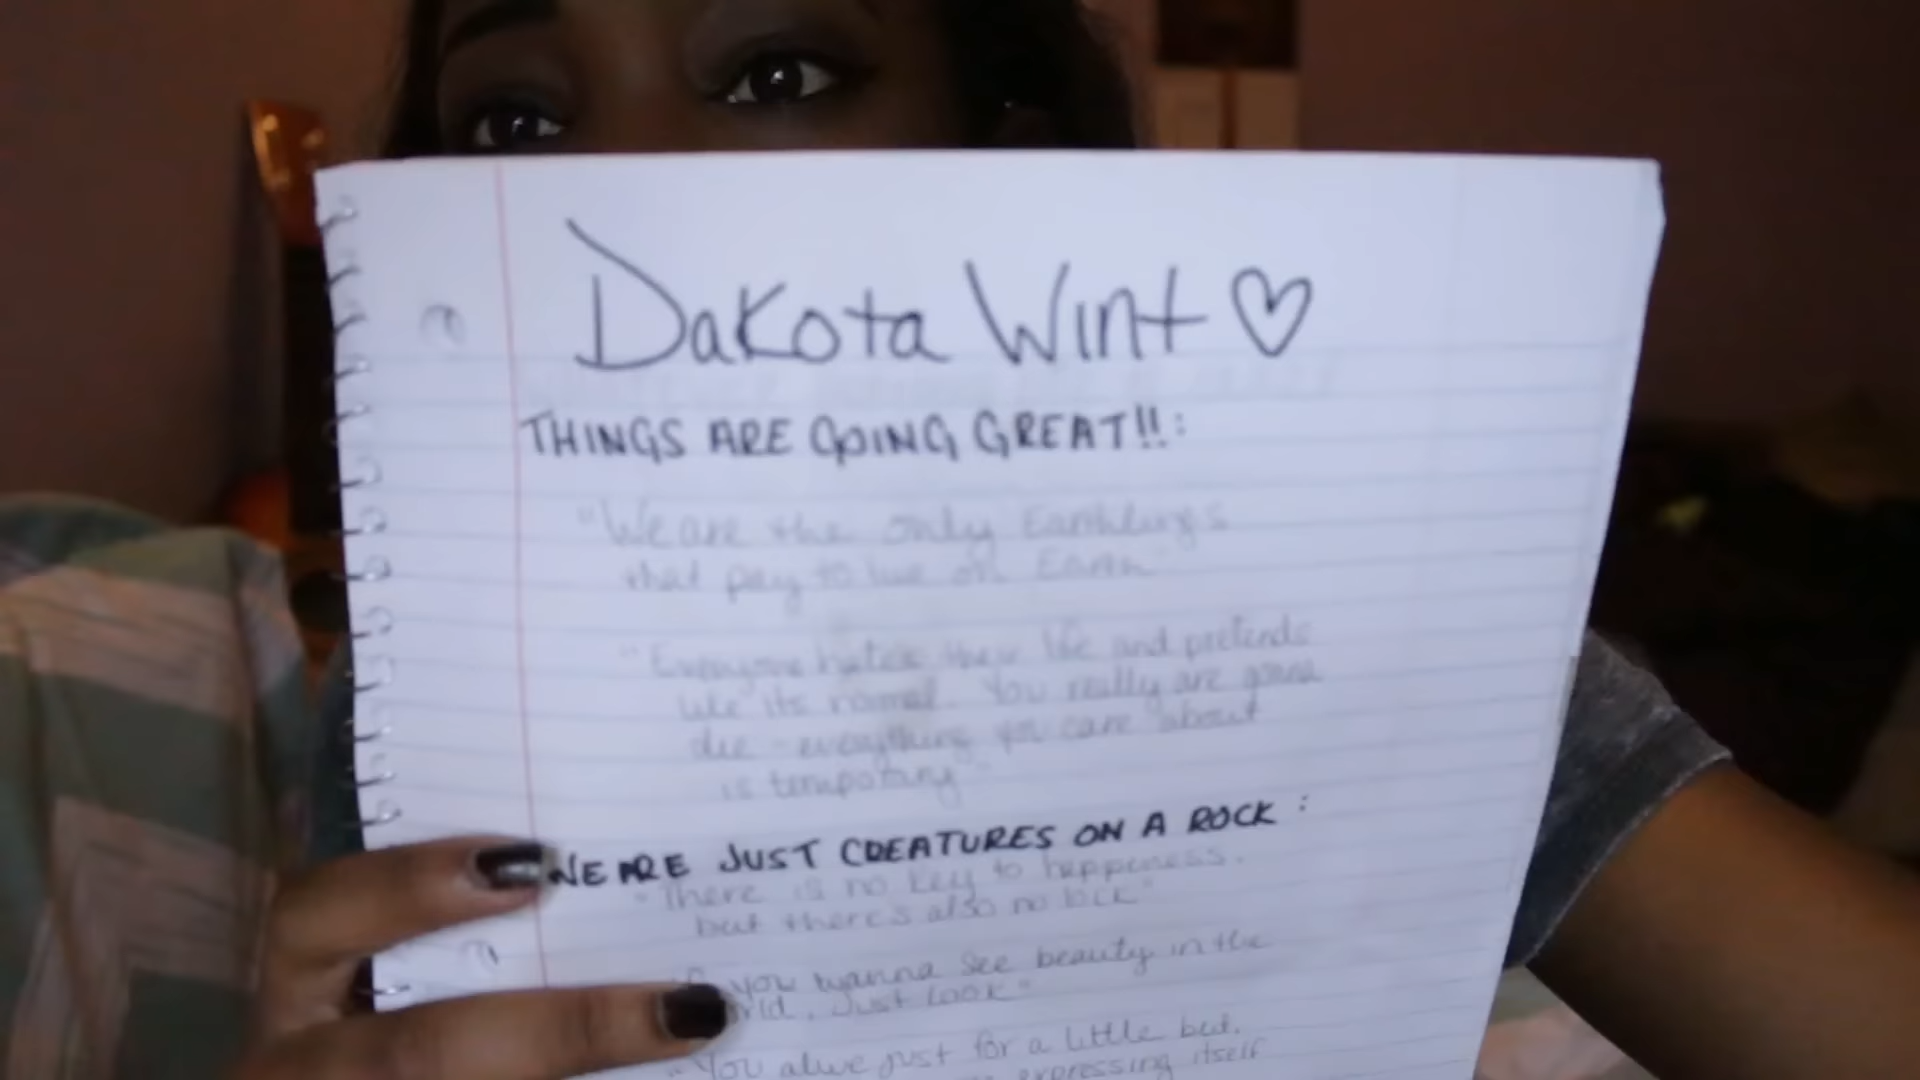 Dakota Wint ♡
THINGS ARE GOING GREAT!!:
"We are the only Earthlings
that pay to live on Earth"
"Everyone hates their life and pretends
like its normal. You really are gonna
die - everything you care about
is temporary"
WE ARE JUST CREATURES ON A ROCK :
"There is no key to happeness.
but there's also no lock"
you wanna see beauty in the
rld, Just Look"
"You alive just for a little bit.
expressing itself